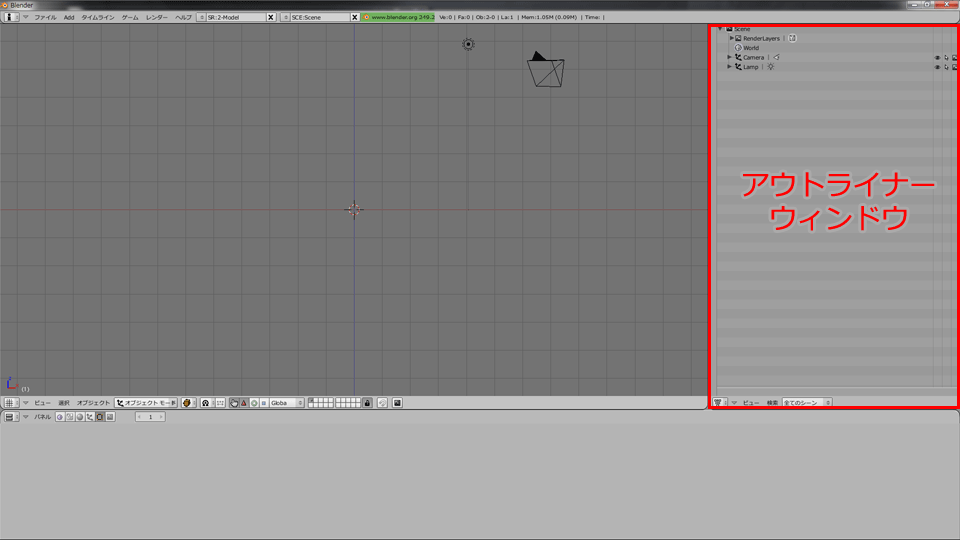 Blender
ファイル Add タイムライン ゲーム レンダー ヘルプ SR:2-Model X SCE:Scene X www.blender.org 249.2 Ve:0 | Fa:0 | Ob:2-0 | La:1 | Mem:1.05M (0.09M) | Time: |
Scene
RenderLayers
World
Camera
Lamp
アウトライナー
ウィンドウ
(1)
ビュー 選択 オブジェクト オブジェクト モード Globa
ビュー 検索 全てのシーン
パネル 1